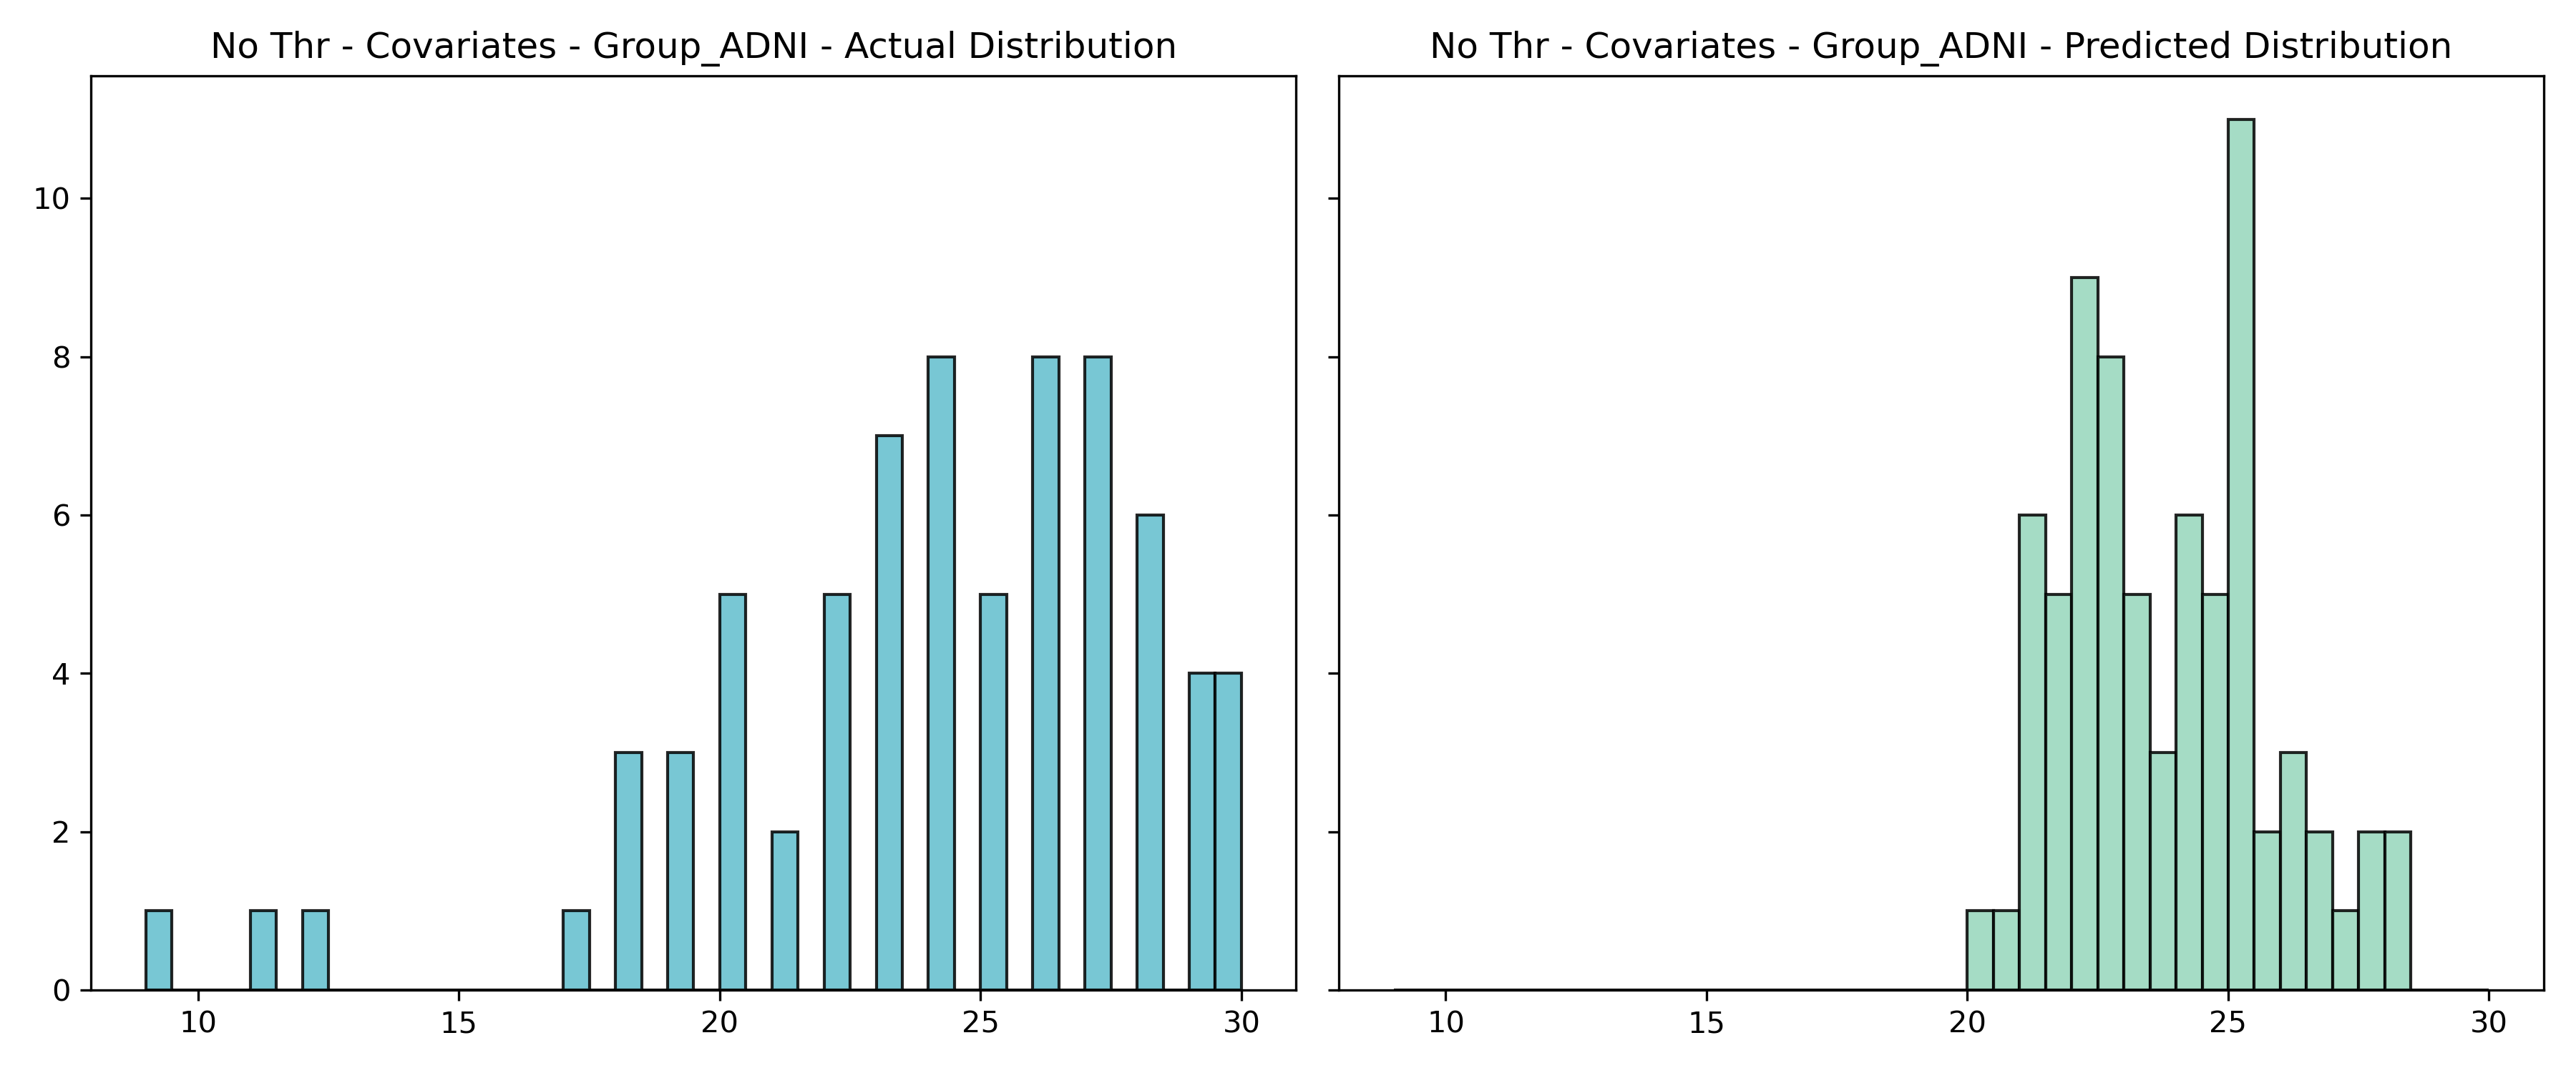 No Thr - Covariates - Group_ADNI - Actual Distribution
No Thr - Covariates - Group_ADNI - Predicted Distribution
10
8
6
4
2
0
10 15 20 25 30
10 15 20 25 30